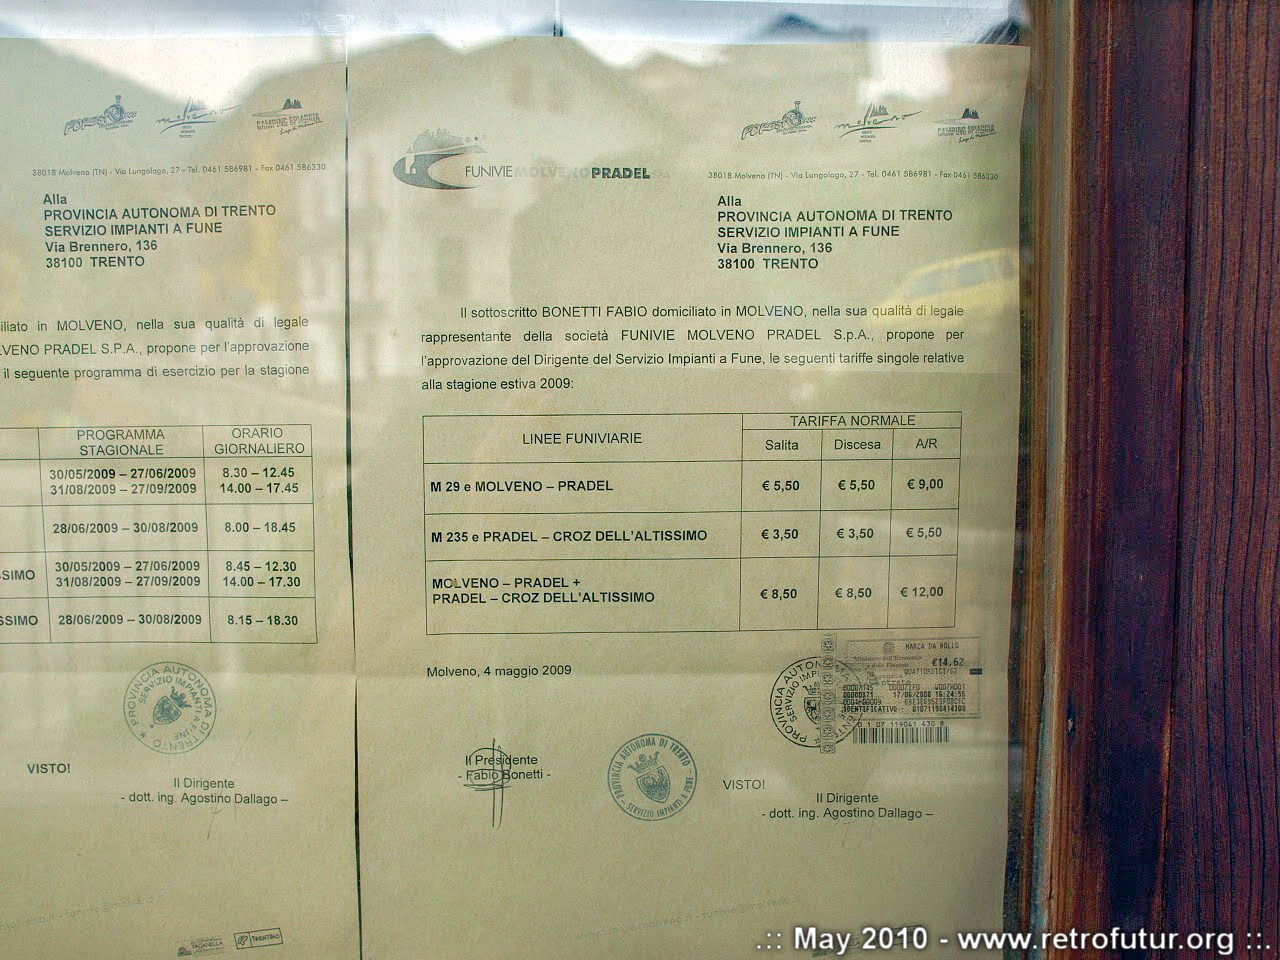 38018 Molveno (TN) - Via Lungolago, 27 - Tel. 0461 586981 - Fax 0461 586330
Alla
PROVINCIA AUTONOMA DI TRENTO
SERVIZIO IMPIANTI A FUNE
Via Brennero, 136
38100 TRENTO
iliato in MOLVENO, nella sua qualità di legale
LVENO PRADEL S.P.A., propone per l'approvazione
il seguente programma di esercizio per la stagione
PROGRAMMA STAGIONALE
ORARIO GIORNALIERO
30/05/2009 – 27/06/2009 8.30 – 12.45
31/08/2009 – 27/09/2009 14.00 – 17.45
28/06/2009 – 30/08/2009 8.00 – 18.45
SSIMO 30/05/2009 – 27/06/2009 8.45 – 12.30
31/08/2009 – 27/09/2009 14.00 – 17.30
SSIMO 28/06/2009 – 30/08/2009 8.15 – 18.30
PROVINCIA AUTONOMA DI TRENTO
SERVIZIO IMPIANTI A FUNE
VISTO!
Il Dirigente
- dott. ing. Agostino Dallago –
FUNIVIE MOLVENO PRADEL SPA
molveno
CAMPING SPIAGGIA
38018 Molveno (TN) - Via Lungolago, 27 - Tel. 0461 586981 - Fax 0461 586330
Alla
PROVINCIA AUTONOMA DI TRENTO
SERVIZIO IMPIANTI A FUNE
Via Brennero, 136
38100 TRENTO
Il sottoscritto BONETTI FABIO domiciliato in MOLVENO, nella sua qualità di legale
rappresentante della società FUNIVIE MOLVENO PRADEL S.p.A., propone per
l'approvazione del Dirigente del Servizio Impianti a Fune, le seguenti tariffe singole relative
alla stagione estiva 2009:
LINEE FUNIVIARIE
TARIFFA NORMALE
Salita Discesa A/R
M 29 e MOLVENO – PRADEL € 5,50 € 5,50 € 9,00
M 235 e PRADEL – CROZ DELL'ALTISSIMO € 3,50 € 3,50 € 5,50
MOLVENO – PRADEL +
PRADEL – CROZ DELL'ALTISSIMO € 8,50 € 8,50 € 12,00
Molveno, 4 maggio 2009
MARCA DA BOLLO
€14,62
Il Presidente
- Fabio Bonetti -
PROVINCIA AUTONOMA DI TRENTO
SERVIZIO IMPIANTI A FUNE
VISTO!
Il Dirigente
- dott. ing. Agostino Dallago –
TRENTINO
.:: May 2010 - www.retrofutur.org ::.